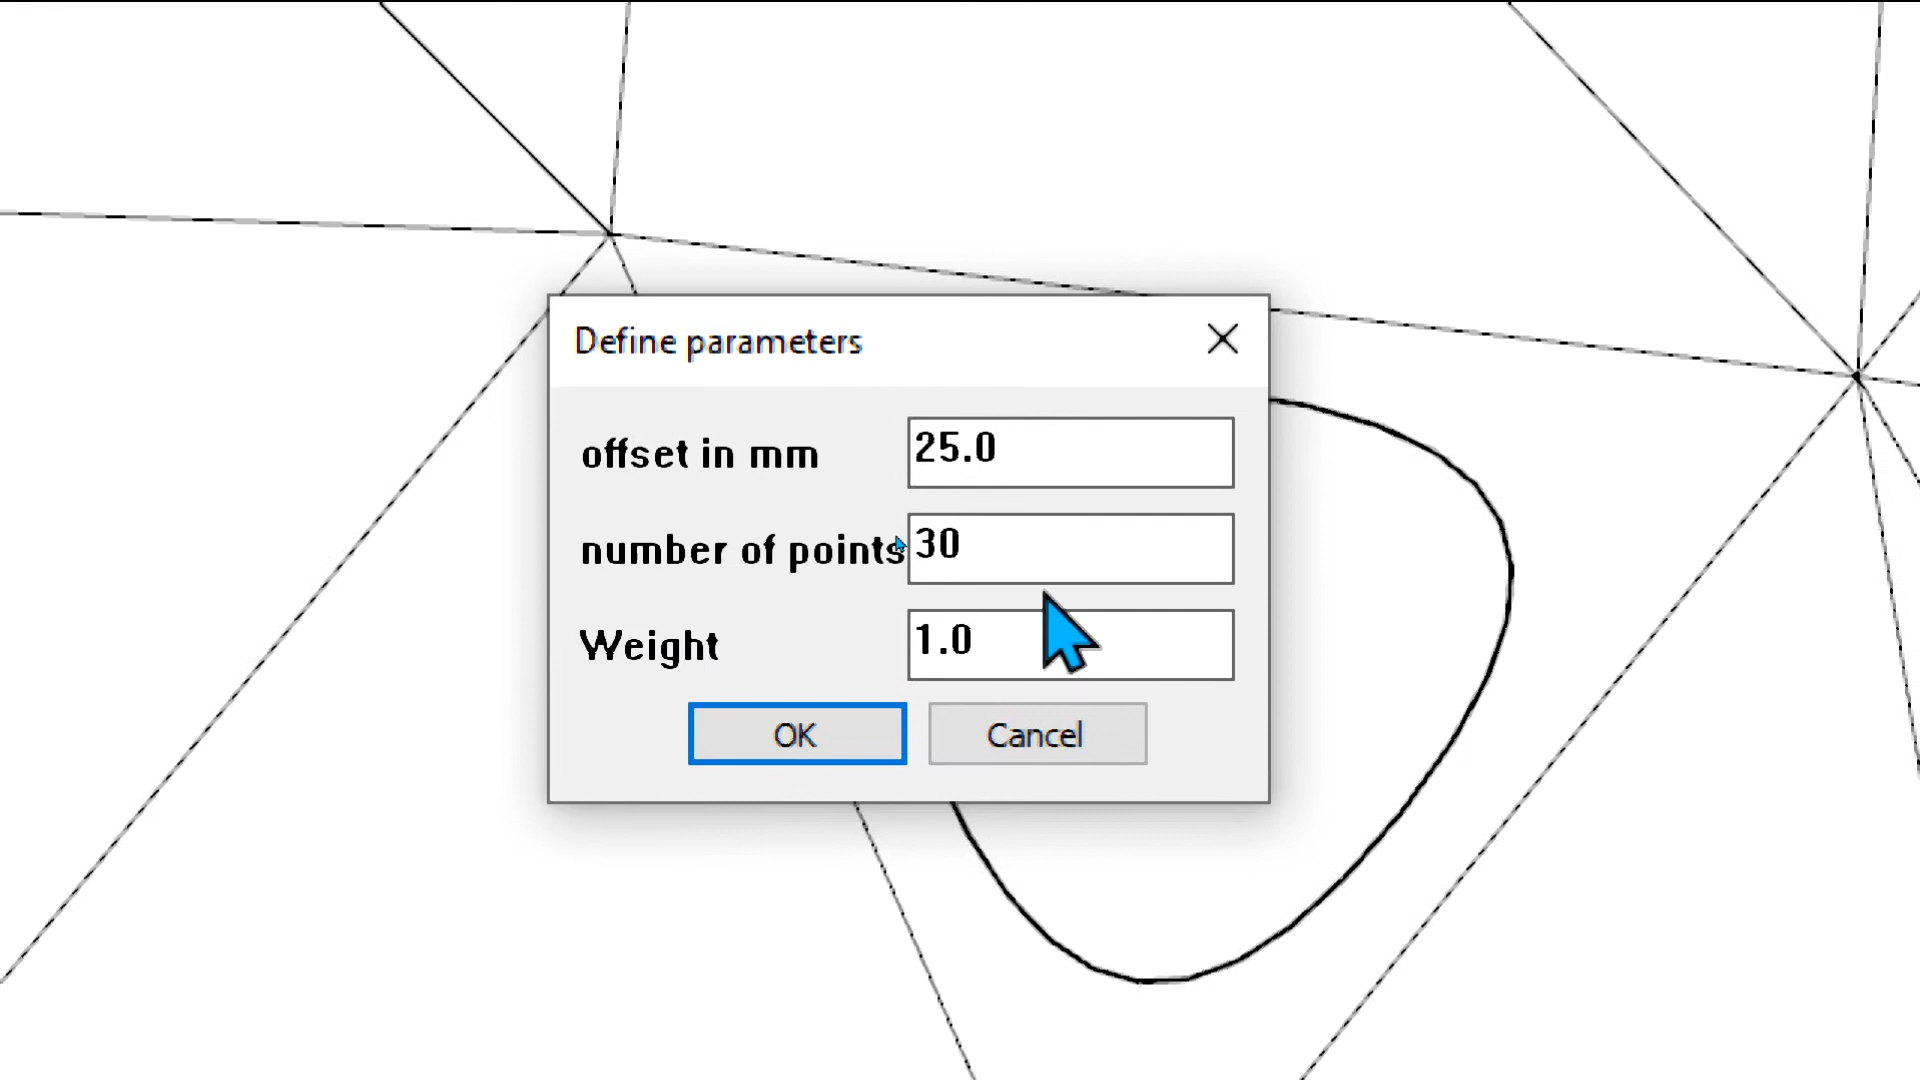 Define parameters
offset in mm 25.0
number of points 30
Weight 1.0
OK Cancel